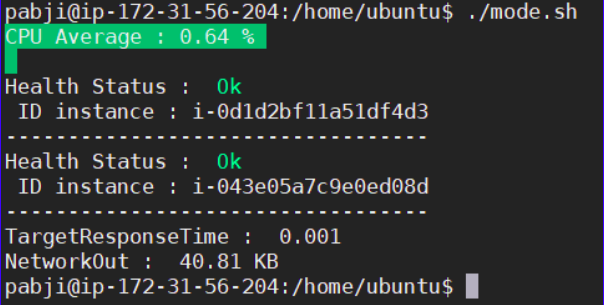 pabji@ip-172-31-56-204:/home/ubuntu$ ./mode.sh
CPU Average : 0.64 %
Health Status :  Ok
 ID instance : i-0d1d2bf11a51df4d3
----------------------------------
Health Status :  Ok
 ID instance : i-043e05a7c9e0ed08d
----------------------------------
TargetResponseTime :  0.001
NetworkOut :  40.81 KB
pabji@ip-172-31-56-204:/home/ubuntu$